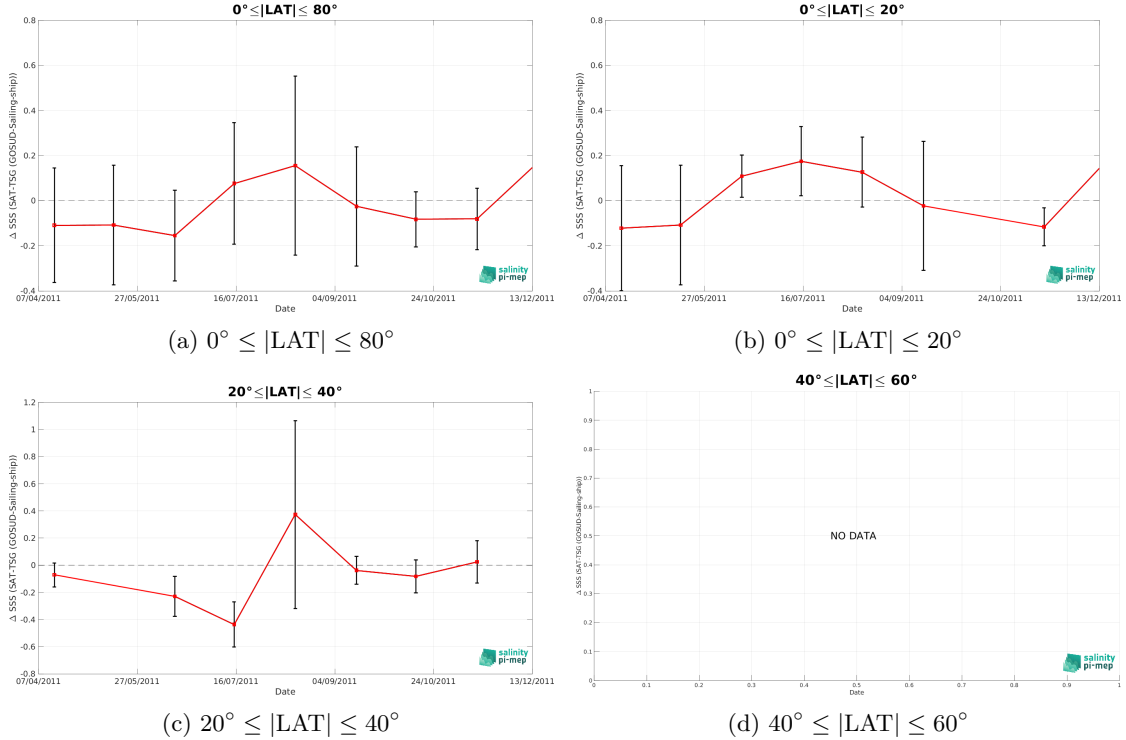 0°≤|LAT|≤ 80°
Δ SSS (SAT-TSG (GOSUD-Sailing-ship))
0.8
0.6
0.4
0.2
0
-0.2
-0.4
salinity
pi-mep
07/04/2011 27/05/2011 16/07/2011 04/09/2011 24/10/2011 13/12/2011
Date
(a) 0° ≤ |LAT| ≤ 80°
0°≤|LAT|≤ 20°
Δ SSS (SAT-TSG (GOSUD-Sailing-ship))
0.8
0.6
0.4
0.2
0
-0.2
-0.4
salinity
pi-mep
07/04/2011 27/05/2011 16/07/2011 04/09/2011 24/10/2011 13/12/2011
Date
(b) 0° ≤ |LAT| ≤ 20°
20°≤|LAT|≤ 40°
Δ SSS (SAT-TSG (GOSUD-Sailing-ship))
1.2
1
0.8
0.6
0.4
0.2
0
-0.2
-0.4
-0.6
-0.8
salinity
pi-mep
07/04/2011 27/05/2011 16/07/2011 04/09/2011 24/10/2011 13/12/2011
Date
(c) 20° ≤ |LAT| ≤ 40°
40°≤|LAT|≤ 60°
Δ SSS (SAT-TSG (GOSUD-Sailing-ship))
1
0.9
0.8
0.7
0.6
0.5
0.4
0.3
0.2
0.1
0
NO DATA
salinity
pi-mep
0 0.1 0.2 0.3 0.4 0.5 0.6 0.7 0.8 0.9 1
Date
(d) 40° ≤ |LAT| ≤ 60°